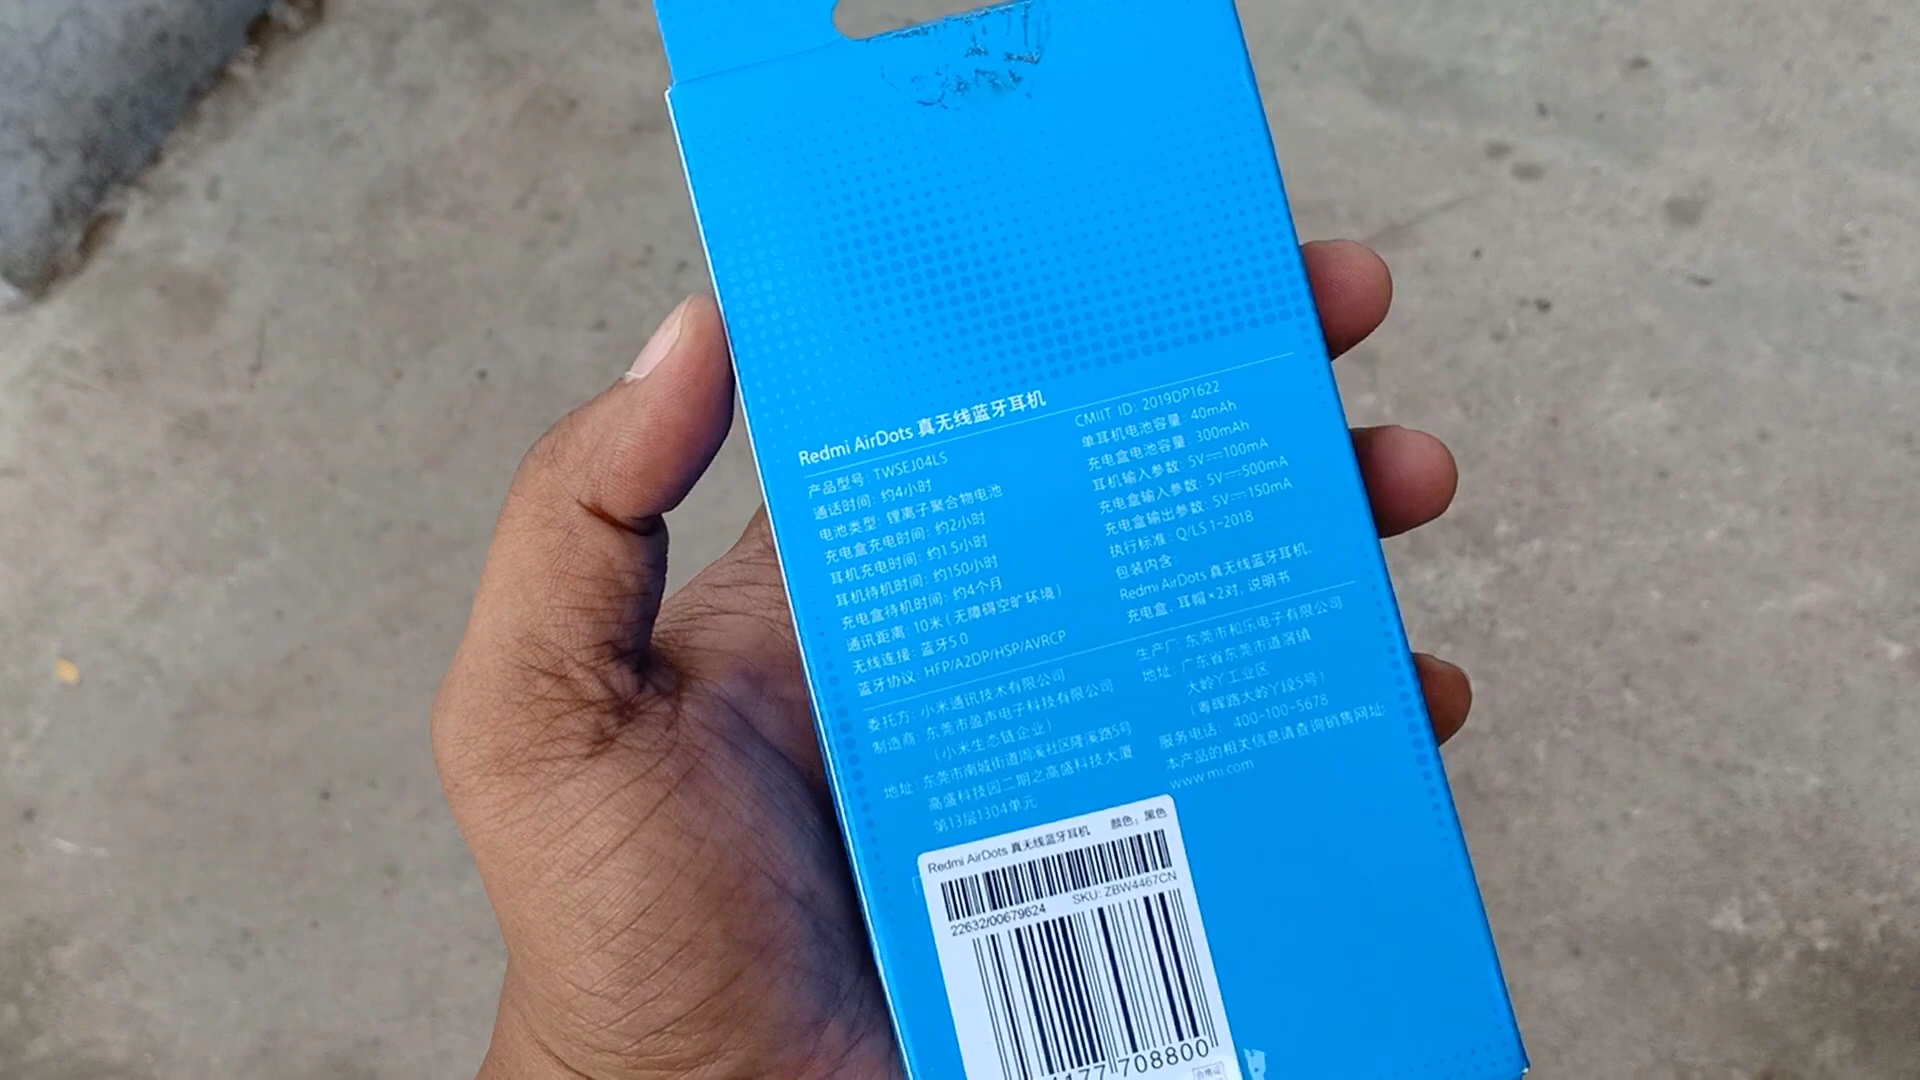 Redmi AirDots 真无线蓝牙耳机
产品型号: TWSEJ04LS
通话时间: 约4小时
电池类型: 锂离子聚合物电池
充电盒充电时间: 约2小时
耳机充电时间: 约1.5小时
耳机待机时间: 约150小时
充电盒待机时间: 约4个月
通讯距离: 10米 (无障碍空旷环境)
无线连接: 蓝牙5.0
蓝牙协议: HFP/A2DP/HSP/AVRCP
CMIIT ID: 2019DP1622
单耳机电池容量: 40mAh
充电盒电池容量: 300mAh
耳机输入参数: 5V⎓100mA
充电盒输入参数: 5V⎓500mA
充电盒输出参数: 5V⎓150mA
执行标准: Q/LS 1-2018
包装内含:
Redmi AirDots 真无线蓝牙耳机,
充电盒, 耳帽×2对, 说明书
委托方: 小米通讯技术有限公司
制造商: 东莞市盈声电子科技有限公司
(小米生态链企业)
地址: 东莞市南城街道周溪社区隆溪路5号
高盛科技园二期之高盛科技大厦
第13层1304单元
生产厂: 东莞市和乐电子有限公司
地址: 广东省东莞市道滘镇
大岭丫工业区
(粤晖路大岭丫段5号)
服务电话: 400-100-5678
本产品的相关信息请查询销售网址:
www.mi.com
Redmi AirDots 真无线蓝牙耳机 颜色: 黑色
22632/00679624 SKU: ZBW4467CN
177 708800
合格证